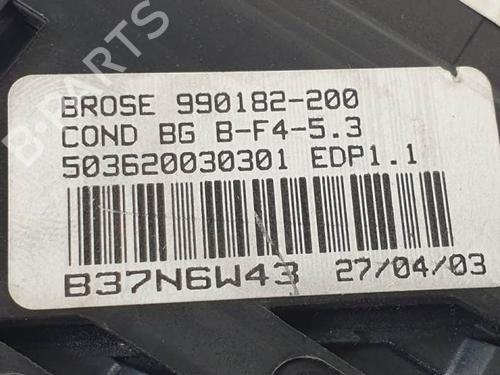 BROSE 990182-200
COND BG B-F4-5.3
503620030301 EDP1.1
B37N6W43 27/04/03
B-PARTS